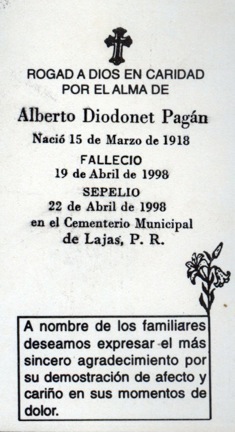 ROGAD A DIOS EN CARIDAD
POR EL ALMA DE
Alberto Diodonet Pagán
Nació 15 de Marzo de 1918
FALLECIO
19 de Abril de 1998
SEPELIO
22 de Abril de 1998
en el Cementerio Municipal
de Lajas, P. R.
A nombre de los familiares
deseamos expresar el más
sincero agradecimiento por
su demostración de afecto y
cariño en sus momentos de
dolor.